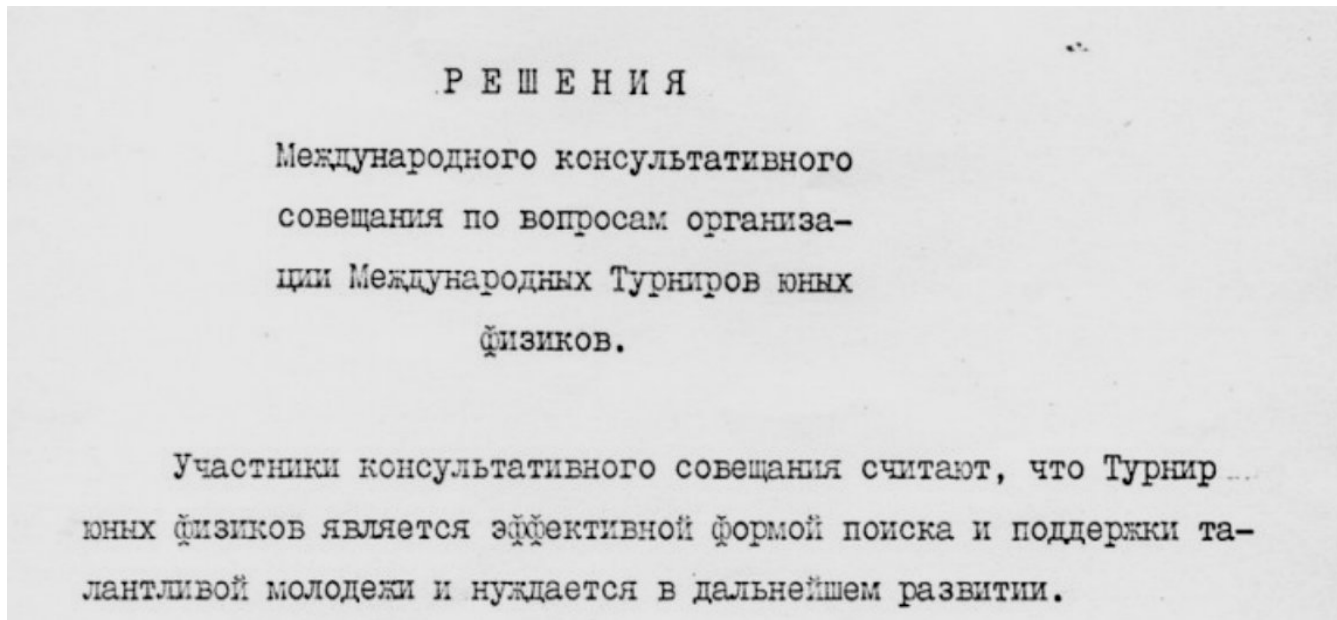 РЕШЕНИЯ
Международного консультативного
совещания по вопросам организа-
ции Международных Турниров юных
физиков.
Участники консультативного совещания считают, что Турнир
юных физиков является эффективной формой поиска и поддержки та-
лантливой молодежи и нуждается в дальнейшем развитии.